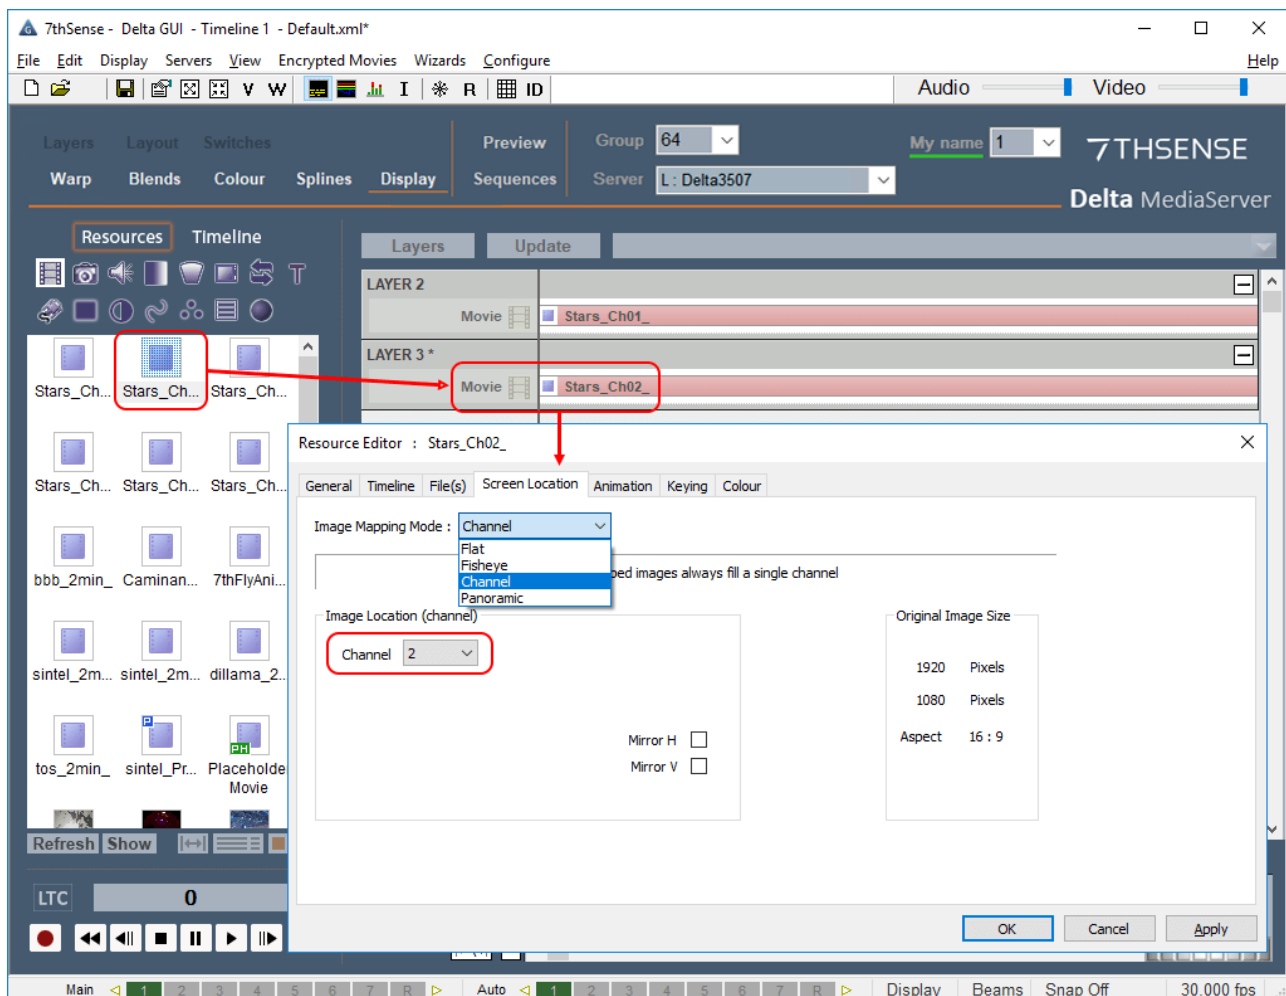 7thSense - Delta GUI - Timeline 1 - Default.xml*
File Edit Display Servers View Encrypted Movies Wizards Configure Help
V W I R ID Audio Video
Layers Layout Switches Preview Group 64 My name 1 7THSENSE
Warp Blends Colour Splines Display Sequences Server L : Delta3507
Delta MediaServer
Resources Timeline
Layers Update
T
LAYER 2
Movie Stars_Ch01_
LAYER 3 *
Movie Stars_Ch02_
Stars_Ch... Stars_Ch... Stars_Ch...
Resource Editor : Stars_Ch02_
Stars_Ch... Stars_Ch... Stars_Ch...
General Timeline File(s) Screen Location Animation Keying Colour
Image Mapping Mode : Channel
Flat
Fisheye
Channel
Panoramic
ped images always fill a single channel
bbb_2min_ Caminan... 7thFlyAni...
Image Location (channel)
Channel 2
Mirror H
Mirror V
Original Image Size
1920 Pixels
1080 Pixels
Aspect 16 : 9
sintel_2m... sintel_2m... dillama_2...
P
PH
tos_2min_ sintel_Pr... Placeholde
Movie
Refresh Show
LTC 0
OK Cancel Apply
Main 1 2 3 4 5 6 7 R Auto 1 2 3 4 5 6 7 R Display Beams Snap Off 30.000 fps